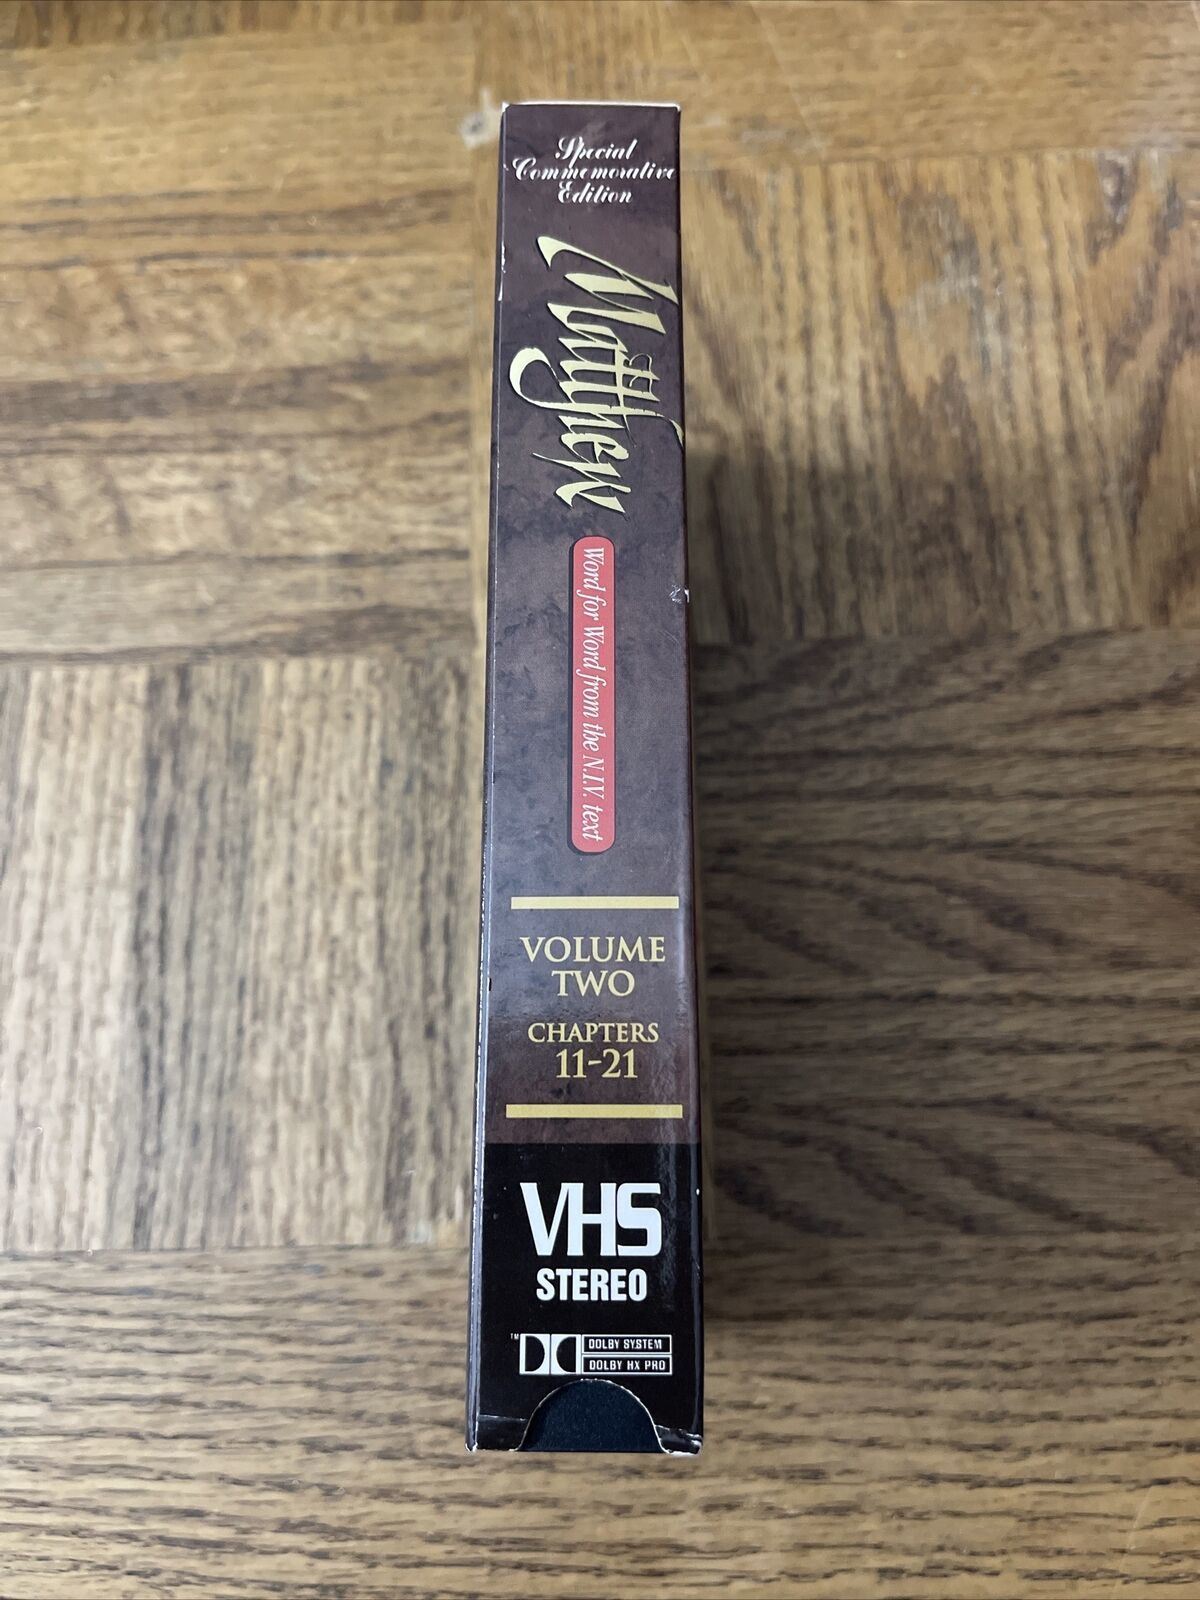 Special
Commemorative
Edition
Matthew
Word for Word from the N.I.V. text
VOLUME
TWO
CHAPTERS
11-21
VHS
STEREO
™
DOLBY SYSTEM
DOLBY HX PRO